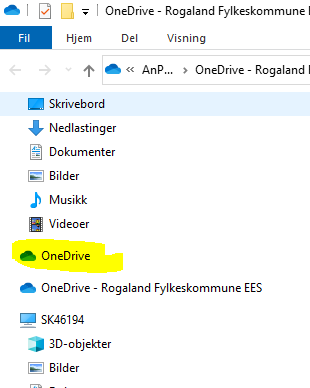 OneDrive - Rogaland Fylkeskommune E
Fil
Hjem
Del
Visning
AnP...
OneDrive - Rogaland F
Skrivebord
Nedlastinger
Dokumenter
Bilder
Musikk
Videoer
OneDrive
OneDrive - Rogaland Fylkeskommune EES
SK46194
3D-objekter
Bilder